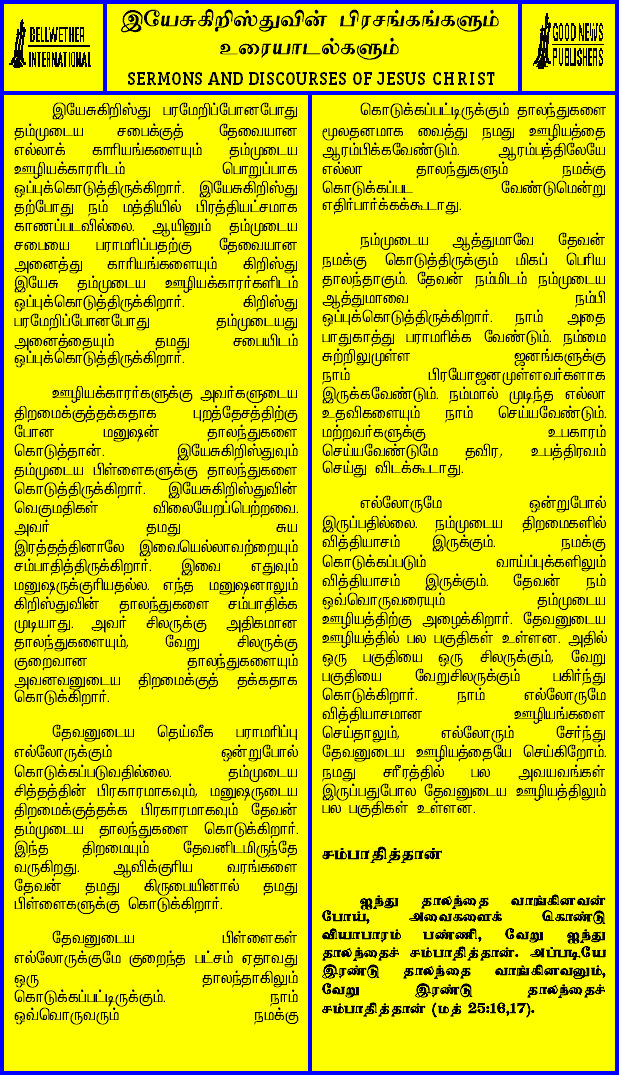 BELLWETHER
INTERNATIONAL
இயேசுகிறிஸ்துவின் பிரசங்கங்களும்
உரையாடல்களும்
SERMONS AND DISCOURSES OF JESUS CHRIST
GOOD NEWS
PUBLISHERS
இயேசுகிறிஸ்து பரமேறிப்போனபோது
தம்முடைய சபைக்குத் தேவையான
எல்லாக் காரியங்களையும் தம்முடைய
ஊழியக்காரரிடம் பொறுப்பாக
ஒப்புக்கொடுத்திருக்கிறார். இயேசுகிறிஸ்து
தற்போது நம் மத்தியில் பிரத்தியட்சமாக
காணப்படவில்லை. ஆயினும் தம்முடைய
சபையை பராமரிப்பதற்கு தேவையான
அனைத்து காரியங்களையும் கிறிஸ்து
இயேசு தம்முடைய ஊழியக்காரர்களிடம்
ஒப்புக்கொடுத்திருக்கிறார். கிறிஸ்து
பரமேறிப்போனபோது தம்முடையது
அனைத்தையும் தமது சபையிடம்
ஒப்புக்கொடுத்திருக்கிறார்.
ஊழியக்காரர்களுக்கு அவர்களுடைய
திறமைக்குத்தக்கதாக புறத்தேசத்திற்கு
போன மனுஷன் தாலந்துகளை
கொடுத்தான். இயேசுகிறிஸ்துவும்
தம்முடைய பிள்ளைகளுக்கு தாலந்துகளை
கொடுத்திருக்கிறார். இயேசுகிறிஸ்துவின்
வெகுமதிகள் விலையேறப்பெற்றவை.
அவர் தமது சுய
இரத்தத்தினாலே இவையெல்லாவற்றையும்
சம்பாதித்திருக்கிறார். இவை எதுவும்
மனுஷருக்குரியதல்ல. எந்த மனுஷனாலும்
கிறிஸ்துவின் தாலந்துகளை சம்பாதிக்க
முடியாது. அவர் சிலருக்கு அதிகமான
தாலந்துகளையும், வேறு சிலருக்கு
குறைவான தாலந்துகளையும்
அவனவனுடைய திறமைக்குத் தக்கதாக
கொடுக்கிறார்.
தேவனுடைய தெய்வீக பராமரிப்பு
எல்லோருக்கும் ஒன்றுபோல்
கொடுக்கப்படுவதில்லை. தம்முடைய
சித்தத்தின் பிரகாரமாகவும், மனுஷருடைய
திறமைக்குத்தக்க பிரகாரமாகவும் தேவன்
தம்முடைய தாலந்துகளை கொடுக்கிறார்.
இந்த திறமையும் தேவனிடமிருந்தே
வருகிறது. ஆவிக்குரிய வரங்களை
தேவன் தமது கிருபையினால் தமது
பிள்ளைகளுக்கு கொடுக்கிறார்.
தேவனுடைய பிள்ளைகள்
எல்லோருக்குமே குறைந்த பட்சம் ஏதாவது
ஒரு தாலந்தாகிலும்
கொடுக்கப்பட்டிருக்கும். நாம்
ஒவ்வொருவரும் நமக்கு
கொடுக்கப்பட்டிருக்கும் தாலந்துகளை
மூலதனமாக வைத்து நமது ஊழியத்தை
ஆரம்பிக்கவேண்டும். ஆரம்பத்திலேயே
எல்லா தாலந்துகளும் நமக்கு
கொடுக்கப்பட வேண்டுமென்று
எதிர்பார்க்கக்கூடாது.
நம்முடைய ஆத்துமாவே தேவன்
நமக்கு கொடுத்திருக்கும் மிகப் பெரிய
தாலந்தாகும். தேவன் நம்மிடம் நம்முடைய
ஆத்துமாவை நம்பி
ஒப்புக்கொடுத்திருக்கிறார். நாம் அதை
பாதுகாத்து பராமரிக்க வேண்டும். நம்மை
சுற்றிலுமுள்ள ஜனங்களுக்கு
நாம் பிரயோஜனமுள்ளவர்களாக
இருக்கவேண்டும். நம்மால் முடிந்த எல்லா
உதவிகளையும் நாம் செய்யவேண்டும்.
மற்றவர்களுக்கு உபகாரம்
செய்யவேண்டுமே தவிர, உபத்திரவம்
செய்து விடக்கூடாது.
எல்லோருமே ஒன்றுபோல்
இருப்பதில்லை. நம்முடைய திறமைகளில்
வித்தியாசம் இருக்கும். நமக்கு
கொடுக்கப்படும் வாய்ப்புக்களிலும்
வித்தியாசம் இருக்கும். தேவன் நம்
ஒவ்வொருவரையும் தம்முடைய
ஊழியத்திற்கு அழைக்கிறார். தேவனுடைய
ஊழியத்தில் பல பகுதிகள் உள்ளன. அதில்
ஒரு பகுதியை ஒரு சிலருக்கும், வேறு
பகுதியை வேறுசிலருக்கும் பகிர்ந்து
கொடுக்கிறார். நாம் எல்லோருமே
வித்தியாசமான ஊழியங்களை
செய்தாலும், எல்லோரும் சேர்ந்து
தேவனுடைய ஊழியத்தையே செய்கிறோம்.
நமது சரீரத்தில் பல அவயவங்கள்
இருப்பதுபோல தேவனுடைய ஊழியத்திலும்
பல பகுதிகள் உள்ளன.
சம்பாதித்தான்
ஐந்து தாலந்தை வாங்கினவன்
போய், அவைகளைக் கொண்டு
வியாபாரம் பண்ணி, வேறு ஐந்து
தாலந்தைச் சம்பாதித்தான். அப்படியே
இரண்டு தாலந்தை வாங்கினவனும்,
வேறு இரண்டு தாலந்தைச்
சம்பாதித்தான் (மத் 25:16,17).